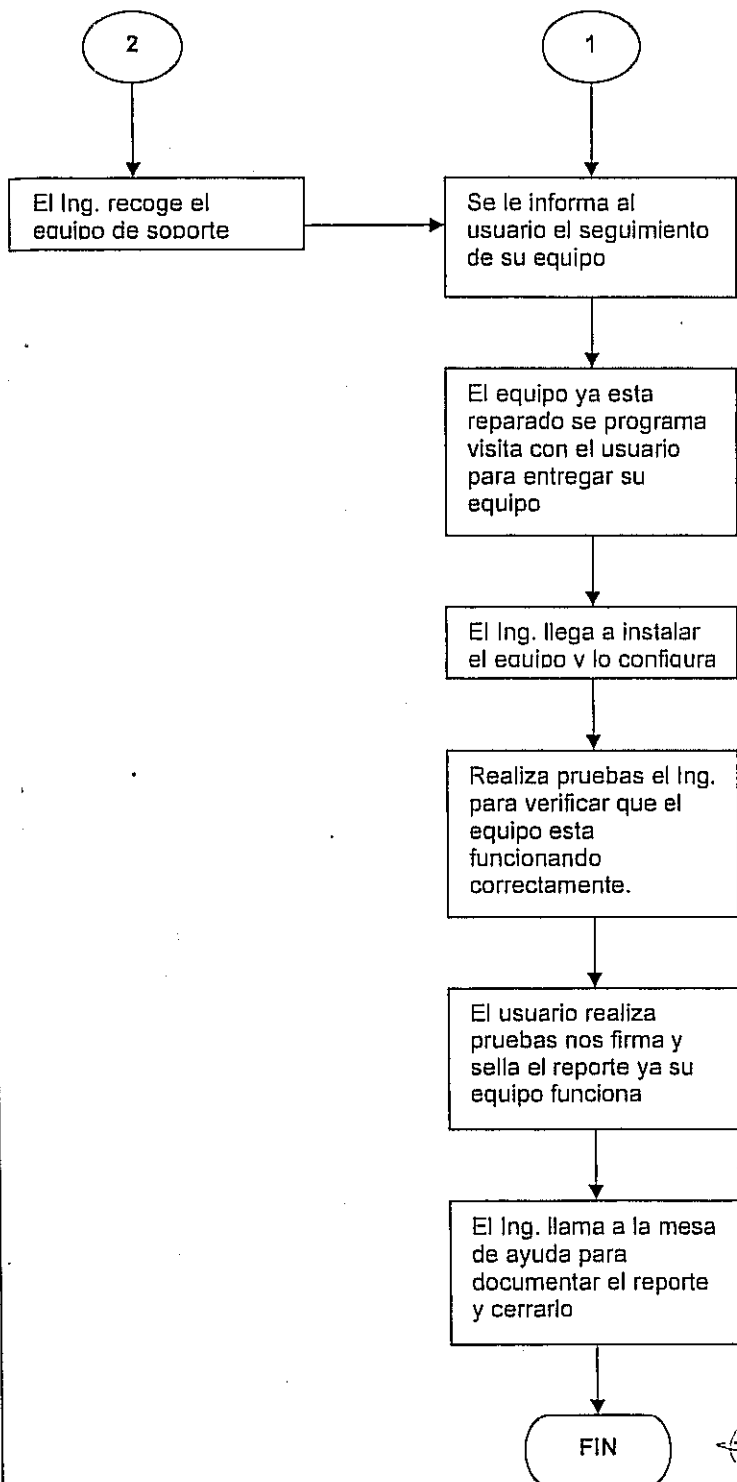 2
1
El Ing. recoge el
equipo de soporte
Se le informa al
usuario el seguimiento
de su equipo
El equipo ya esta
reparado se programa
visita con el usuario
para entregar su
equipo
El Ing. llega a instalar
el equipo y lo configura
Realiza pruebas el Ing.
para verificar que el
equipo esta
funcionando
correctamente.
El usuario realiza
pruebas nos firma y
sella el reporte ya su
equipo funciona
El Ing. llama a la mesa
de ayuda para
documentar el reporte
y cerrarlo
FIN